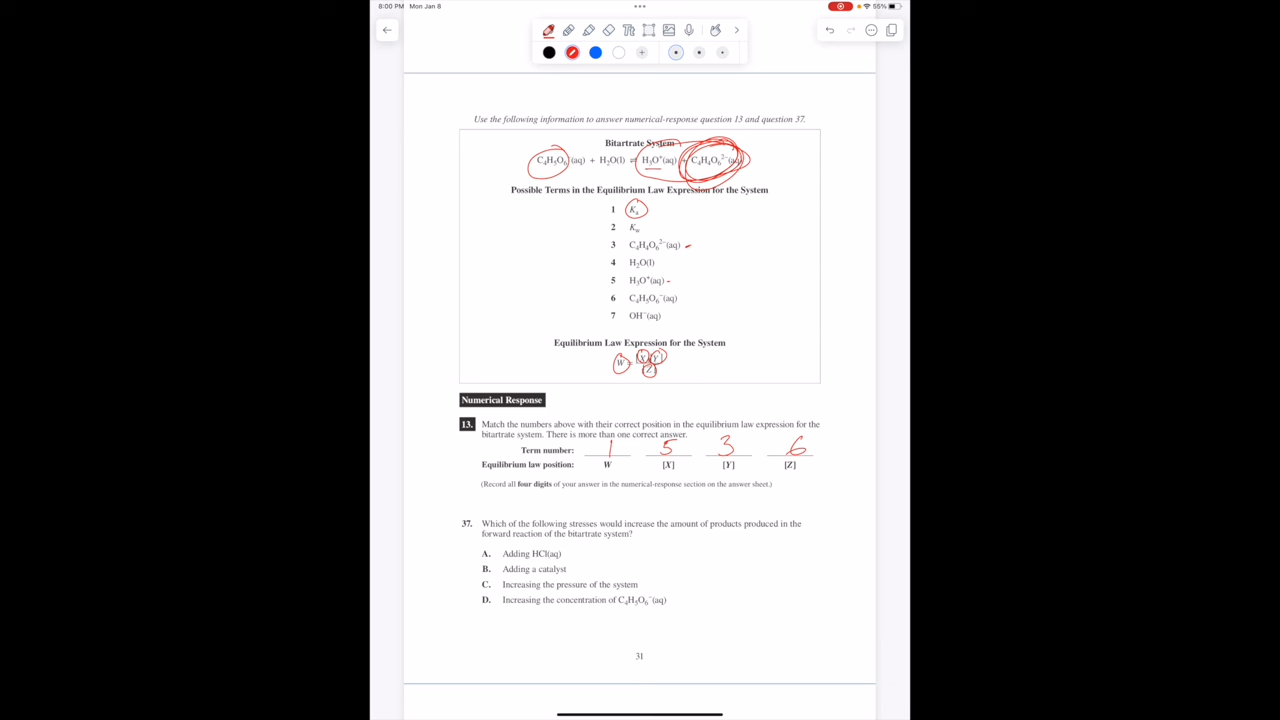 8:00 PM Mon Jan 8
55%
Use the following information to answer numerical-response question 13 and question 37.
Bitartrate System
C₄H₅O₆⁻(aq) + H₂O(l) ⇌ H₃O⁺(aq) + C₄H₄O₆²⁻(aq)
Possible Terms in the Equilibrium Law Expression for the System
1 Kₐ
2 K_w
3 C₄H₄O₆²⁻(aq)
4 H₂O(l)
5 H₃O⁺(aq)
6 C₄H₅O₆⁻(aq)
7 OH⁻(aq)
Equilibrium Law Expression for the System
W = [X][Y]
[Z]
Numerical Response
13. Match the numbers above with their correct position in the equilibrium law expression for the
bitartrate system. There is more than one correct answer.
Term number: 1 5 3 6
Equilibrium law position: W [X] [Y] [Z]
(Record all four digits of your answer in the numerical-response section on the answer sheet.)
37. Which of the following stresses would increase the amount of products produced in the
forward reaction of the bitartrate system?
A. Adding HCl(aq)
B. Adding a catalyst
C. Increasing the pressure of the system
D. Increasing the concentration of C₄H₅O₆⁻(aq)
31